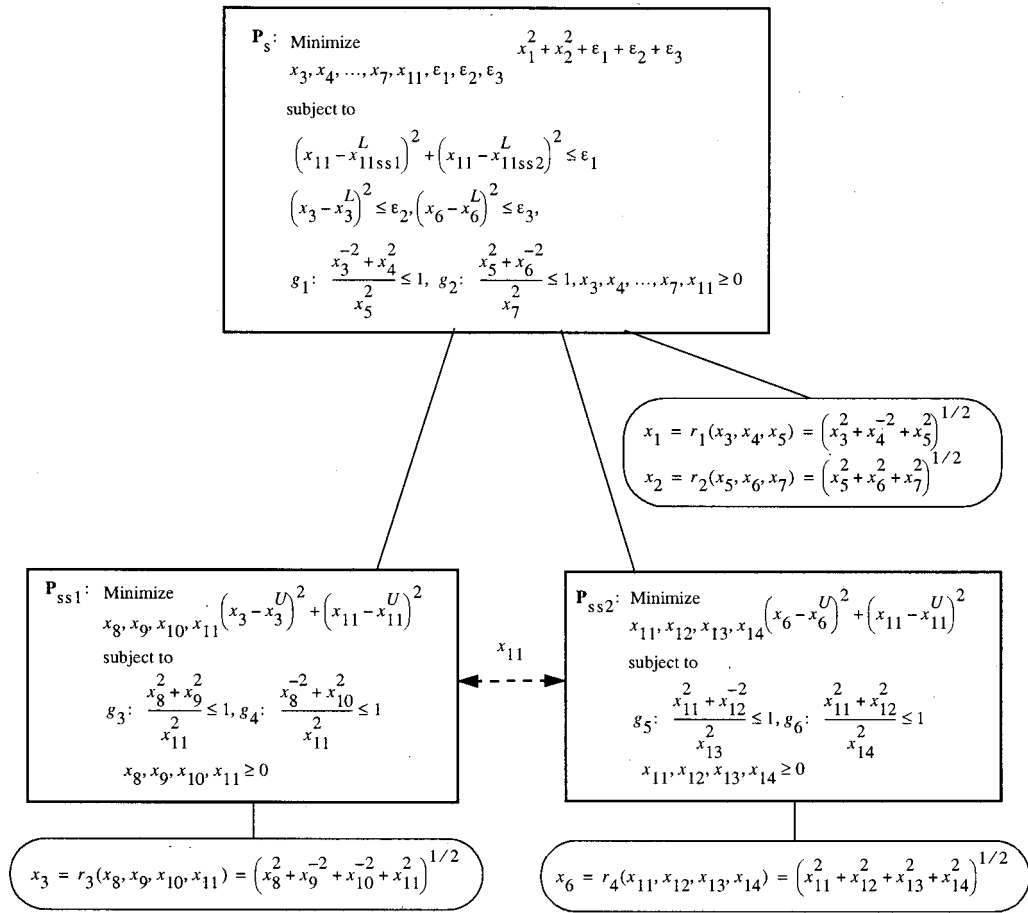 P_s: Minimize x_1^2 + x_2^2 + ε_1 + ε_2 + ε_3
x_3, x_4, ..., x_7, x_11, ε_1, ε_2, ε_3
subject to
(x_11 − x_11ss1^L)^2 + (x_11 − x_11ss2^L)^2 ≤ ε_1
(x_3 − x_3^L)^2 ≤ ε_2, (x_6 − x_6^L)^2 ≤ ε_3,
g_1: (x_3^−2 + x_4^2)/x_5^2 ≤ 1, g_2: (x_5^2 + x_6^−2)/x_7^2 ≤ 1, x_3, x_4, ..., x_7, x_11 ≥ 0
x_1 = r_1(x_3, x_4, x_5) = (x_3^2 + x_4^−2 + x_5^2)^1/2
x_2 = r_2(x_5, x_6, x_7) = (x_5^2 + x_6^2 + x_7^2)^1/2
P_ss1: Minimize
x_8, x_9, x_10, x_11 (x_3 − x_3^U)^2 + (x_11 − x_11^U)^2
subject to
g_3: (x_8^2 + x_9^2)/x_11^2 ≤ 1, g_4: (x_8^−2 + x_10^2)/x_11^2 ≤ 1
x_8, x_9, x_10, x_11 ≥ 0
x_3 = r_3(x_8, x_9, x_10, x_11) = (x_8^2 + x_9^−2 + x_10^−2 + x_11^2)^1/2
x_11
P_ss2: Minimize
x_11, x_12, x_13, x_14 (x_6 − x_6^U)^2 + (x_11 − x_11^U)^2
subject to
g_5: (x_11^2 + x_12^−2)/x_13^2 ≤ 1, g_6: (x_11^2 + x_12^2)/x_14^2 ≤ 1
x_11, x_12, x_13, x_14 ≥ 0
x_6 = r_4(x_11, x_12, x_13, x_14) = (x_11^2 + x_12^2 + x_13^2 + x_14^2)^1/2